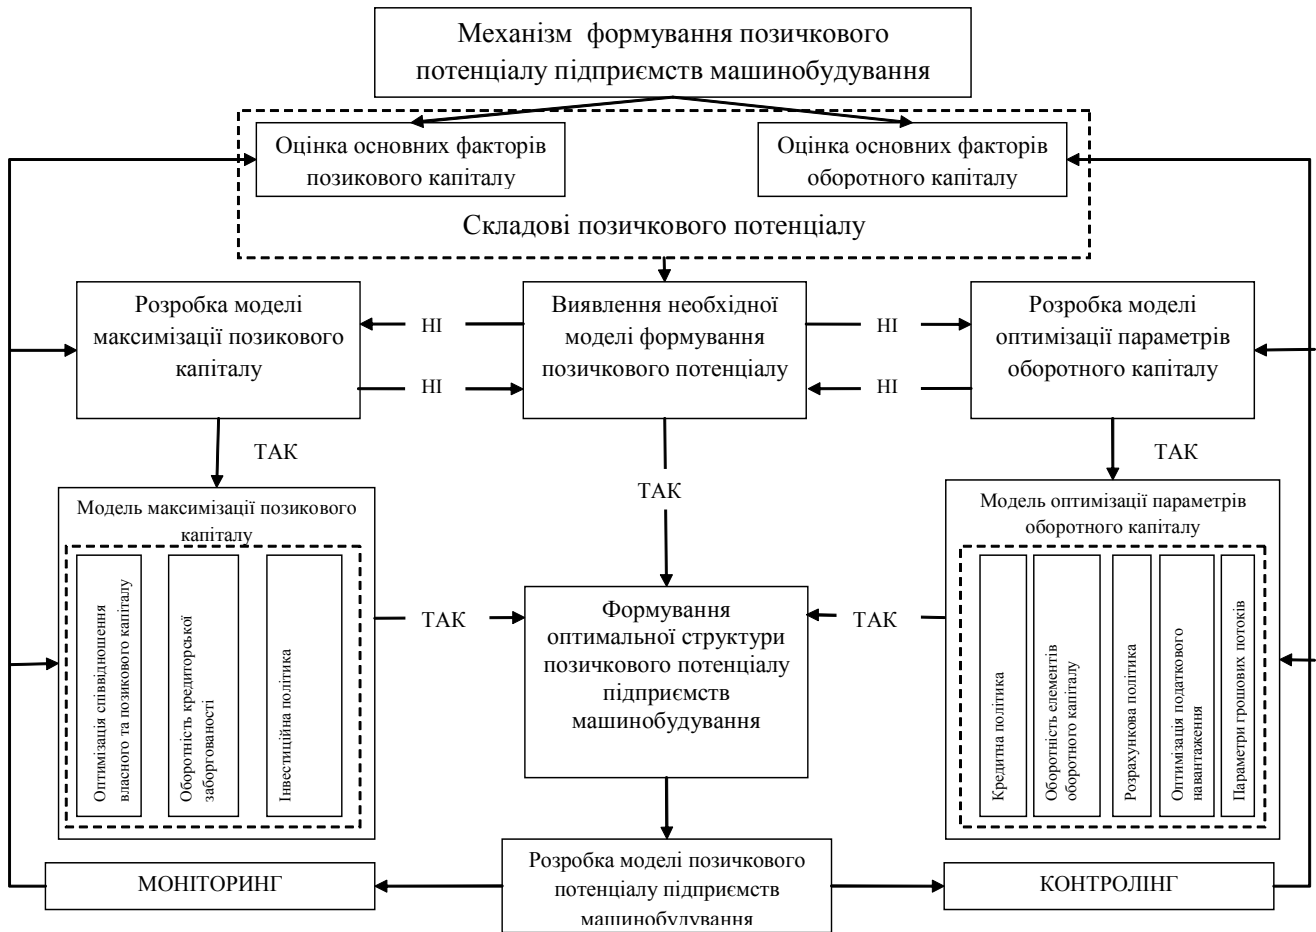 Механізм формування позичкового
потенціалу підприємств машинобудування
Оцінка основних факторів
позикового капіталу
Оцінка основних факторів
оборотного капіталу
Складові позичкового потенціалу
Розробка моделі
максимізації позикового
капіталу
НІ
НІ
Виявлення необхідної
моделі формування
позичкового потенціалу
НІ
НІ
Розробка моделі
оптимізації параметрів
оборотного капіталу
ТАК
ТАК
ТАК
Модель максимізації позикового
капіталу
Оптимізація співвідношення
власного та позикового капіталу
Оборотність кредиторської
заборгованості
Інвестиційна політика
ТАК
Формування
оптимальної структури
позичкового потенціалу
підприємств
машинобудування
ТАК
Модель оптимізації параметрів
оборотного капіталу
Кредитна політика
Оборотність елементів
оборотного капіталу
Розрахункова політика
Оптимізація податкового
навантаження
Параметри грошових потоків
МОНІТОРИНГ
Розробка моделі позичкового
потенціалу підприємств
машинобудування
КОНТРОЛІНГ